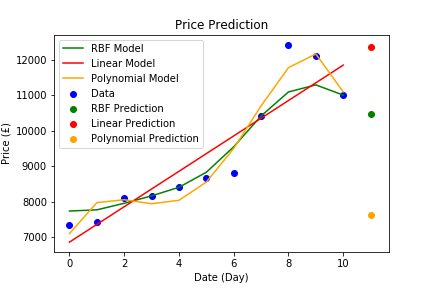 Price Prediction
RBF Model
Linear Model
Polynomial Model
Data
RBF Prediction
Linear Prediction
Polynomial Prediction
12000
11000
10000
9000
8000
7000
Price (£)
0 2 4 6 8 10
Date (Day)